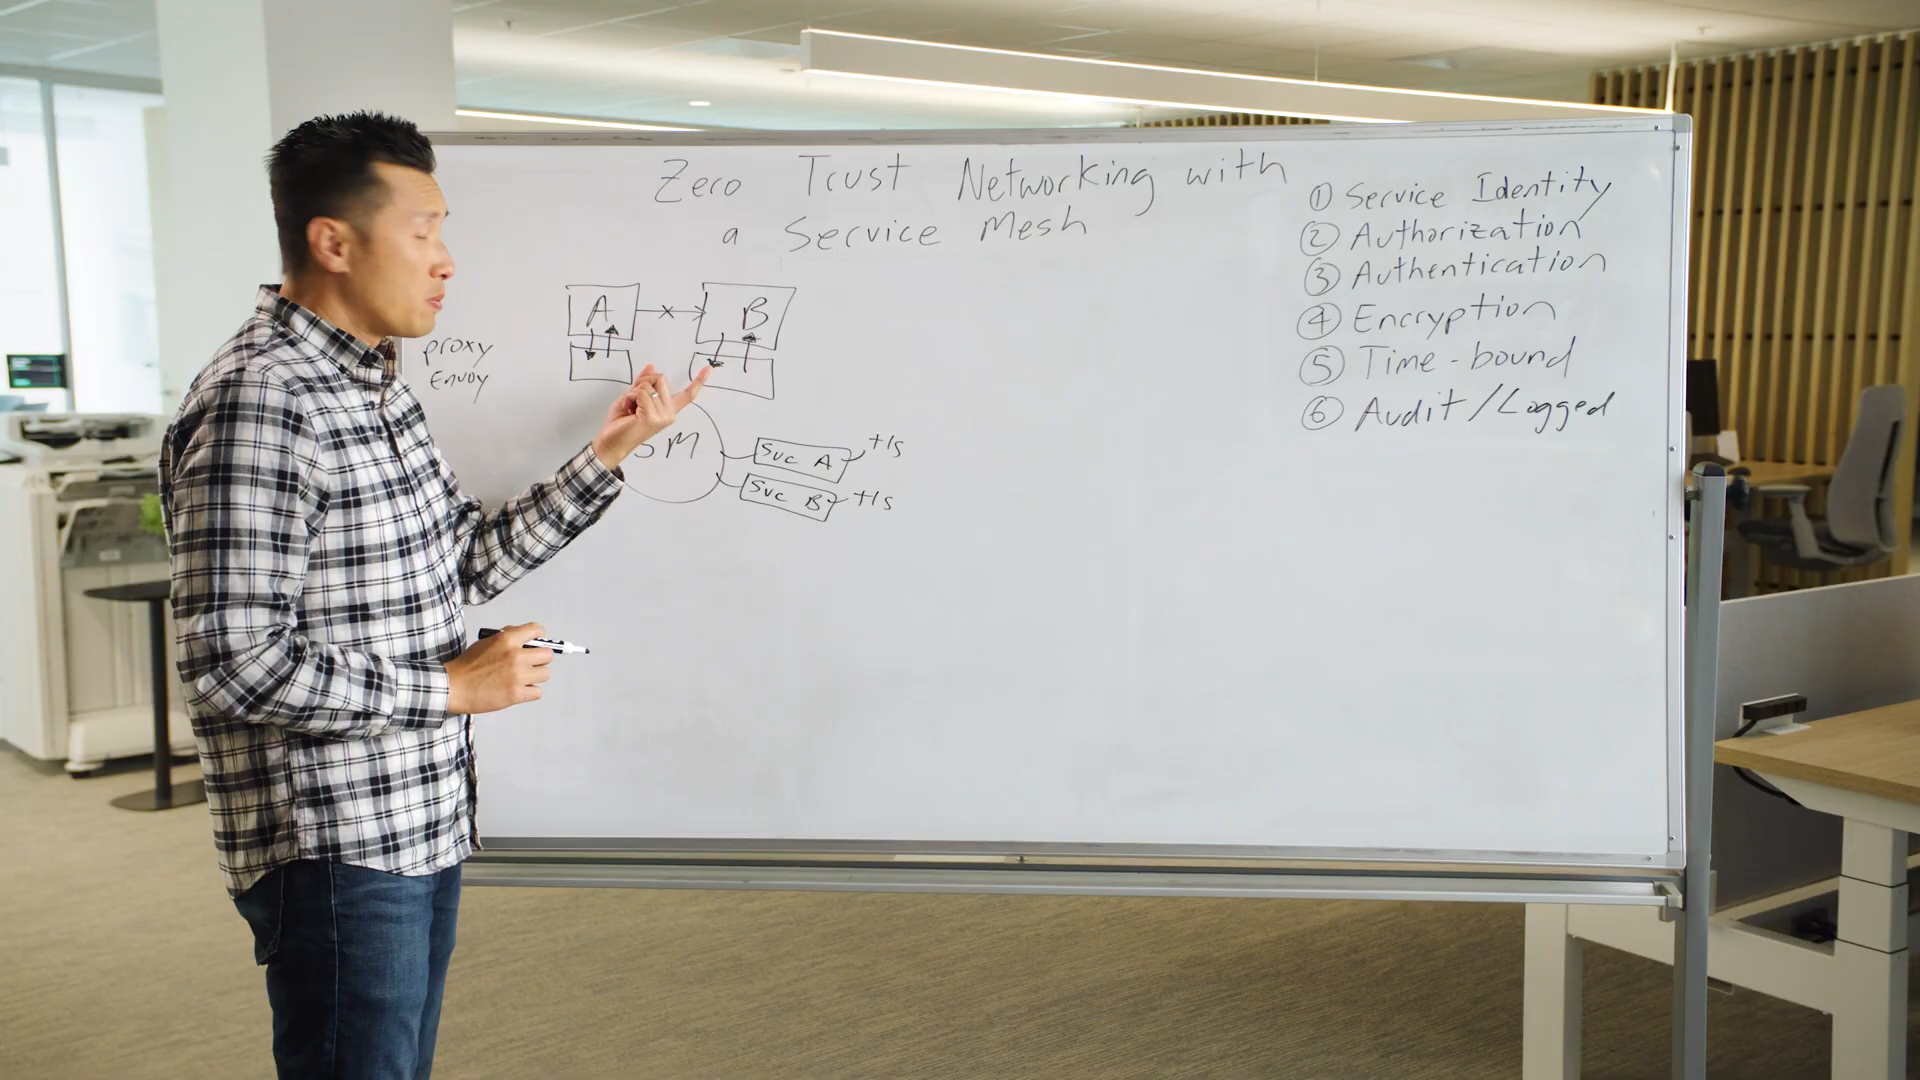 Zero Trust Networking with
a Service Mesh
① Service Identity
② Authorization
③ Authentication
④ Encryption
⑤ Time-bound
⑥ Audit/Logged
A
B
proxy
Envoy
SM
Svc A
tls
Svc B
tls